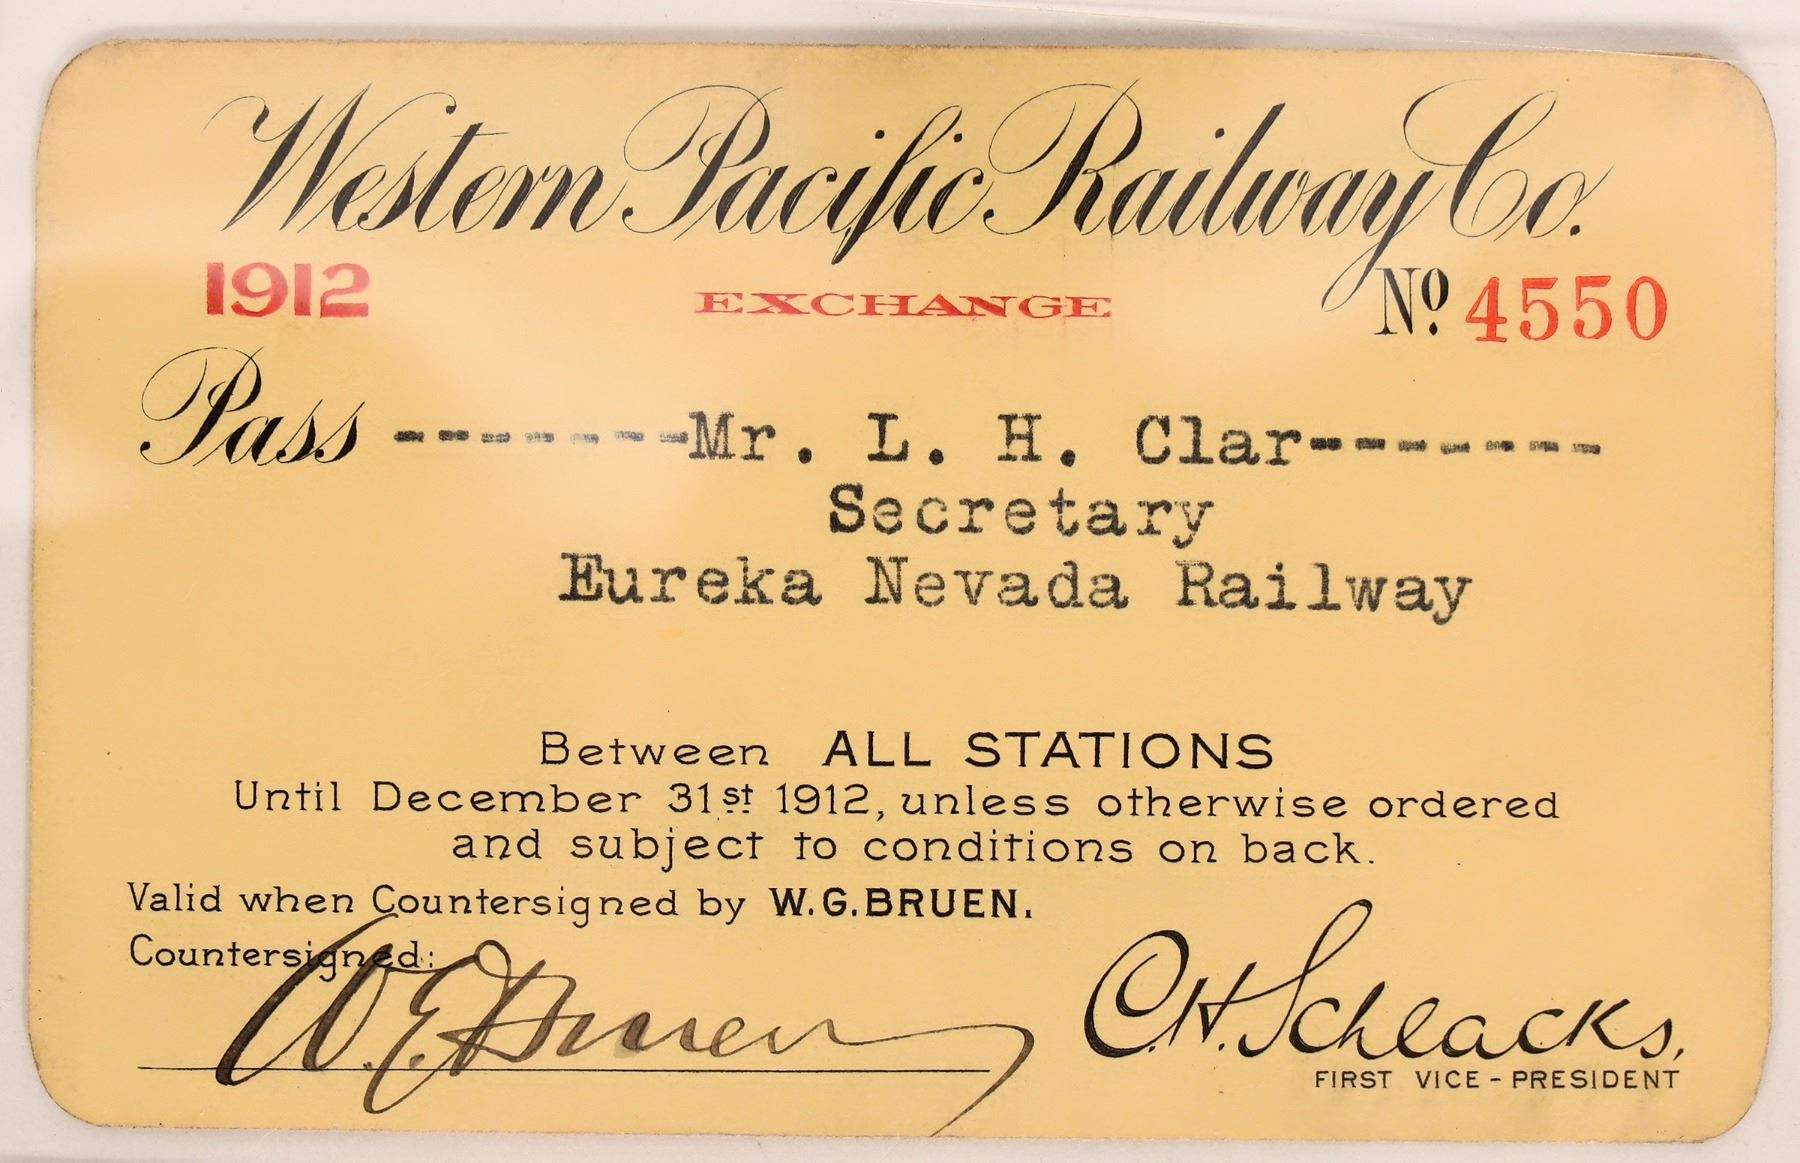 Western Pacific Railway Co.
1912 EXCHANGE No. 4550
Pass --------Mr. L. H. Clar-------
Secretary
Eureka Nevada Railway
Between ALL STATIONS
Until December 31st 1912, unless otherwise ordered
and subject to conditions on back.
Valid when Countersigned by W.G.BRUEN.
Countersigned:
W. G. Bruen
C.H. Schlacks,
FIRST VICE-PRESIDENT